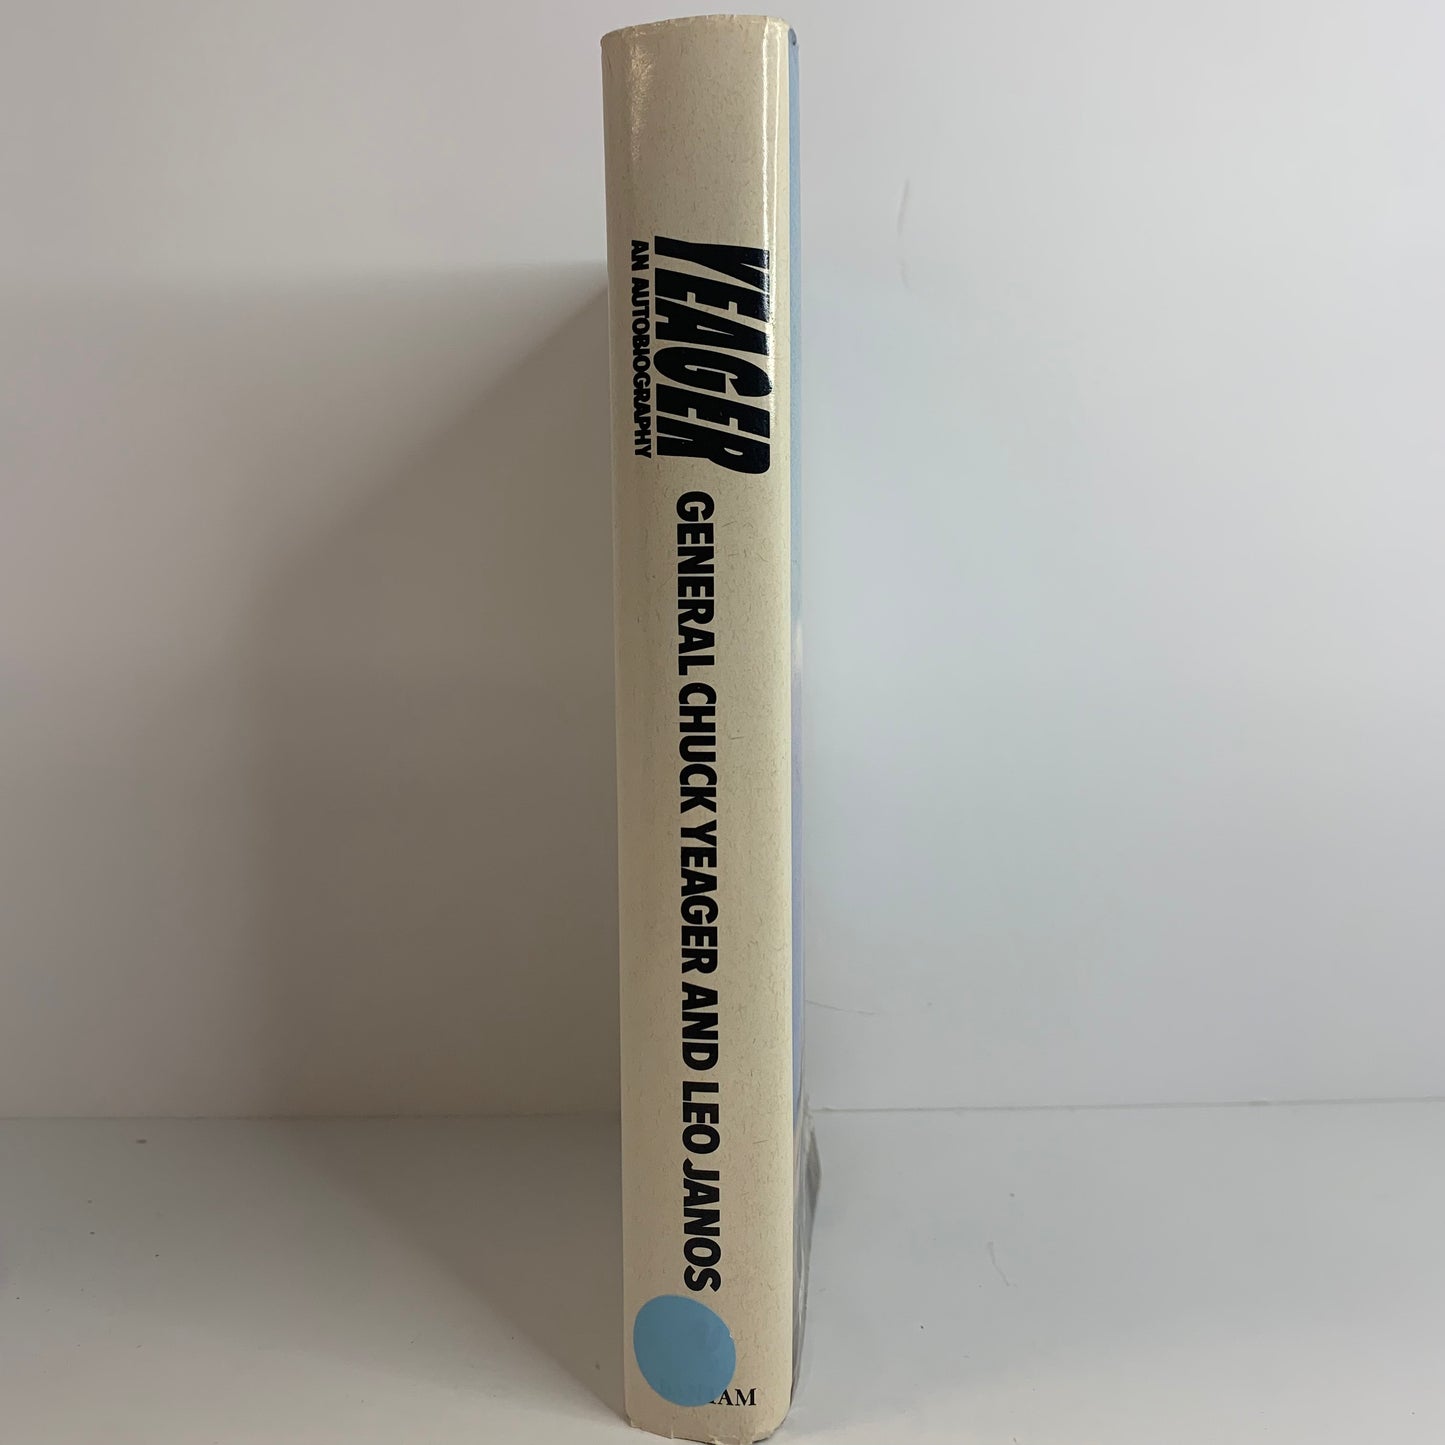 YEAGER
AN AUTOBIOGRAPHY
GENERAL CHUCK YEAGER AND LEO JANOS